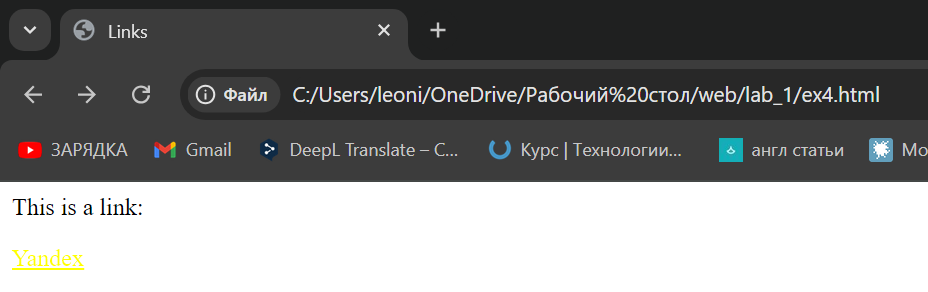 Links
Файл C:/Users/leoni/OneDrive/Рабочий%20стол/web/lab_1/ex4.html
ЗАРЯДКА Gmail DeepL Translate – С... Курс | Технологии... англ статьи Mo
This is a link:
Yandex